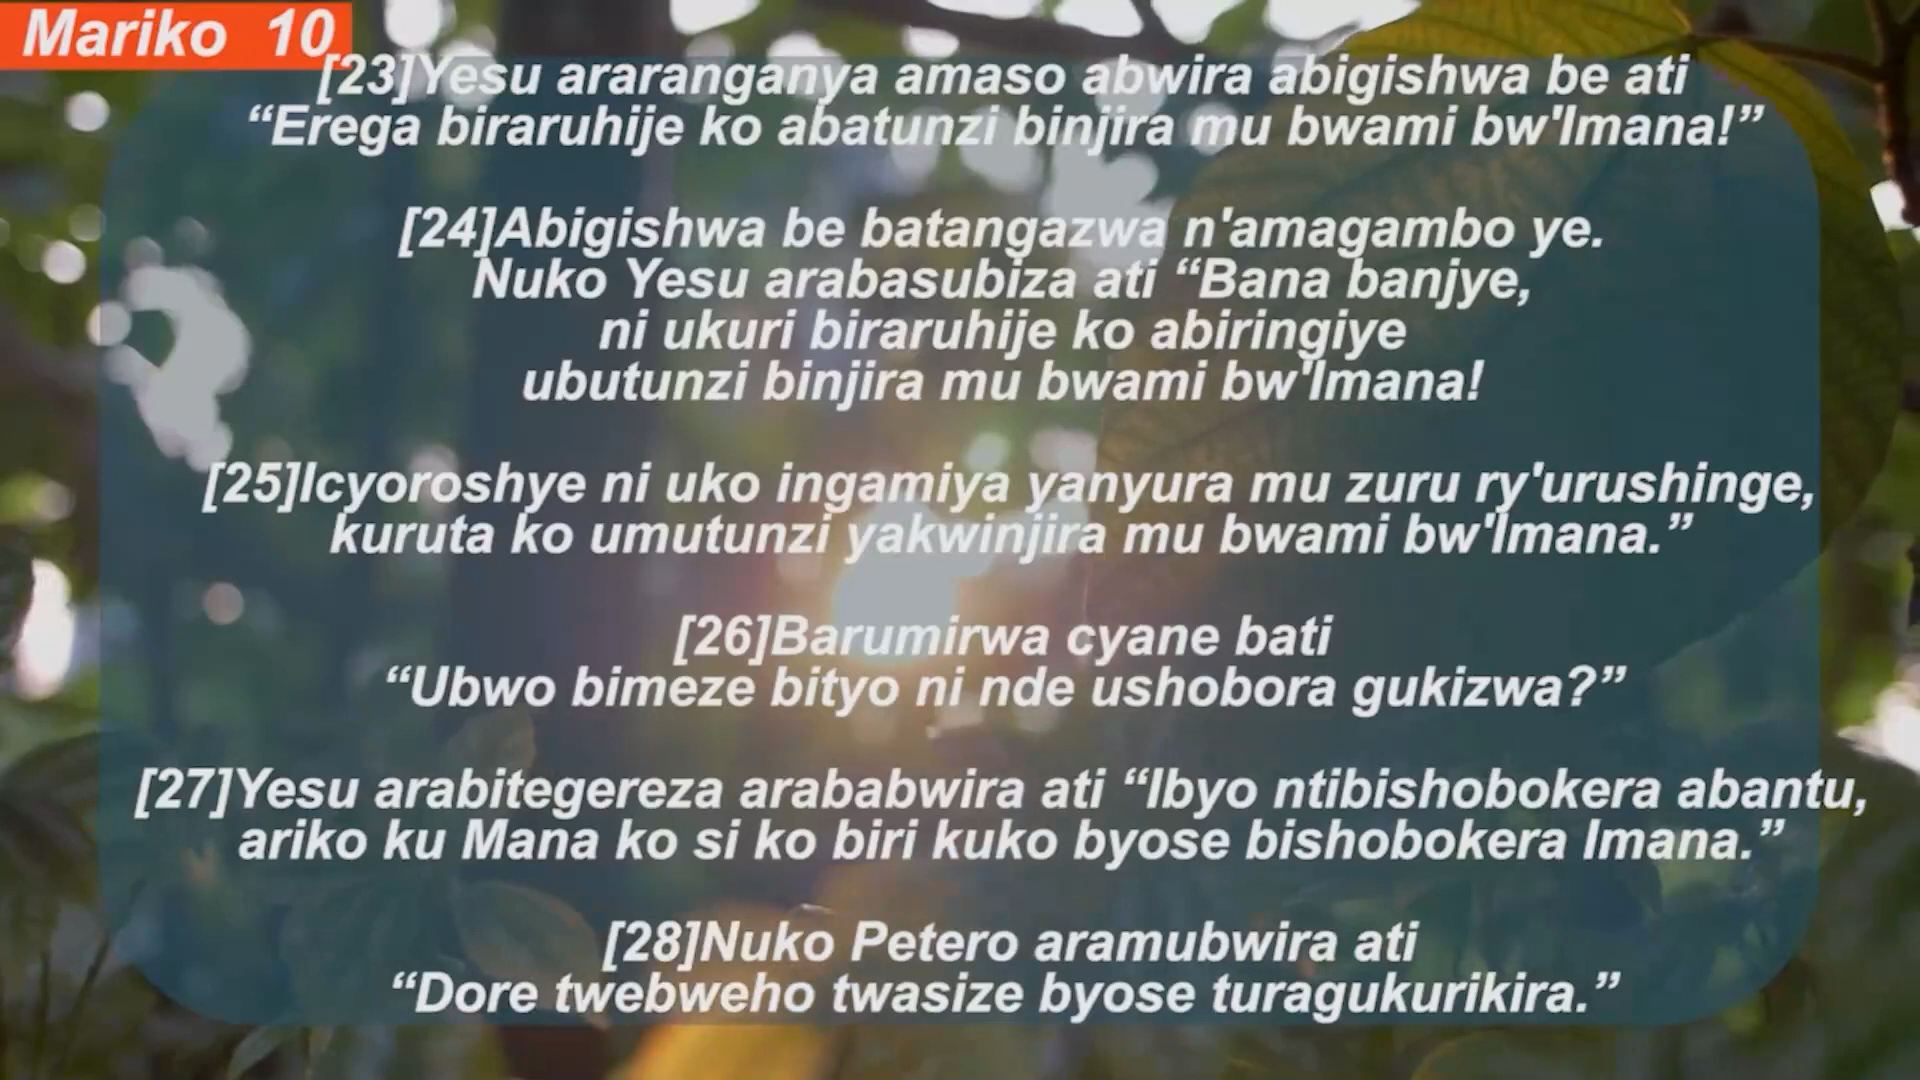 Mariko 10
[23]Yesu araranganya amaso abwira abigishwa be ati
“Erega biraruhije ko abatunzi binjira mu bwami bw'Imana!”
[24]Abigishwa be batangazwa n'amagambo ye.
Nuko Yesu arabasubiza ati “Bana banjye,
ni ukuri biraruhije ko abiringiye
ubutunzi binjira mu bwami bw'Imana!
[25]Icyoroshye ni uko ingamiya yanyura mu zuru ry'urushinge,
kuruta ko umutunzi yakwinjira mu bwami bw'Imana.”
[26]Barumirwa cyane bati
“Ubwo bimeze bityo ni nde ushobora gukizwa?”
[27]Yesu arabitegereza arababwira ati “Ibyo ntibishobokera abantu,
ariko ku Mana ko si ko biri kuko byose bishobokera Imana.”
[28]Nuko Petero aramubwira ati
“Dore twebweho twasize byose turagukurikira.”